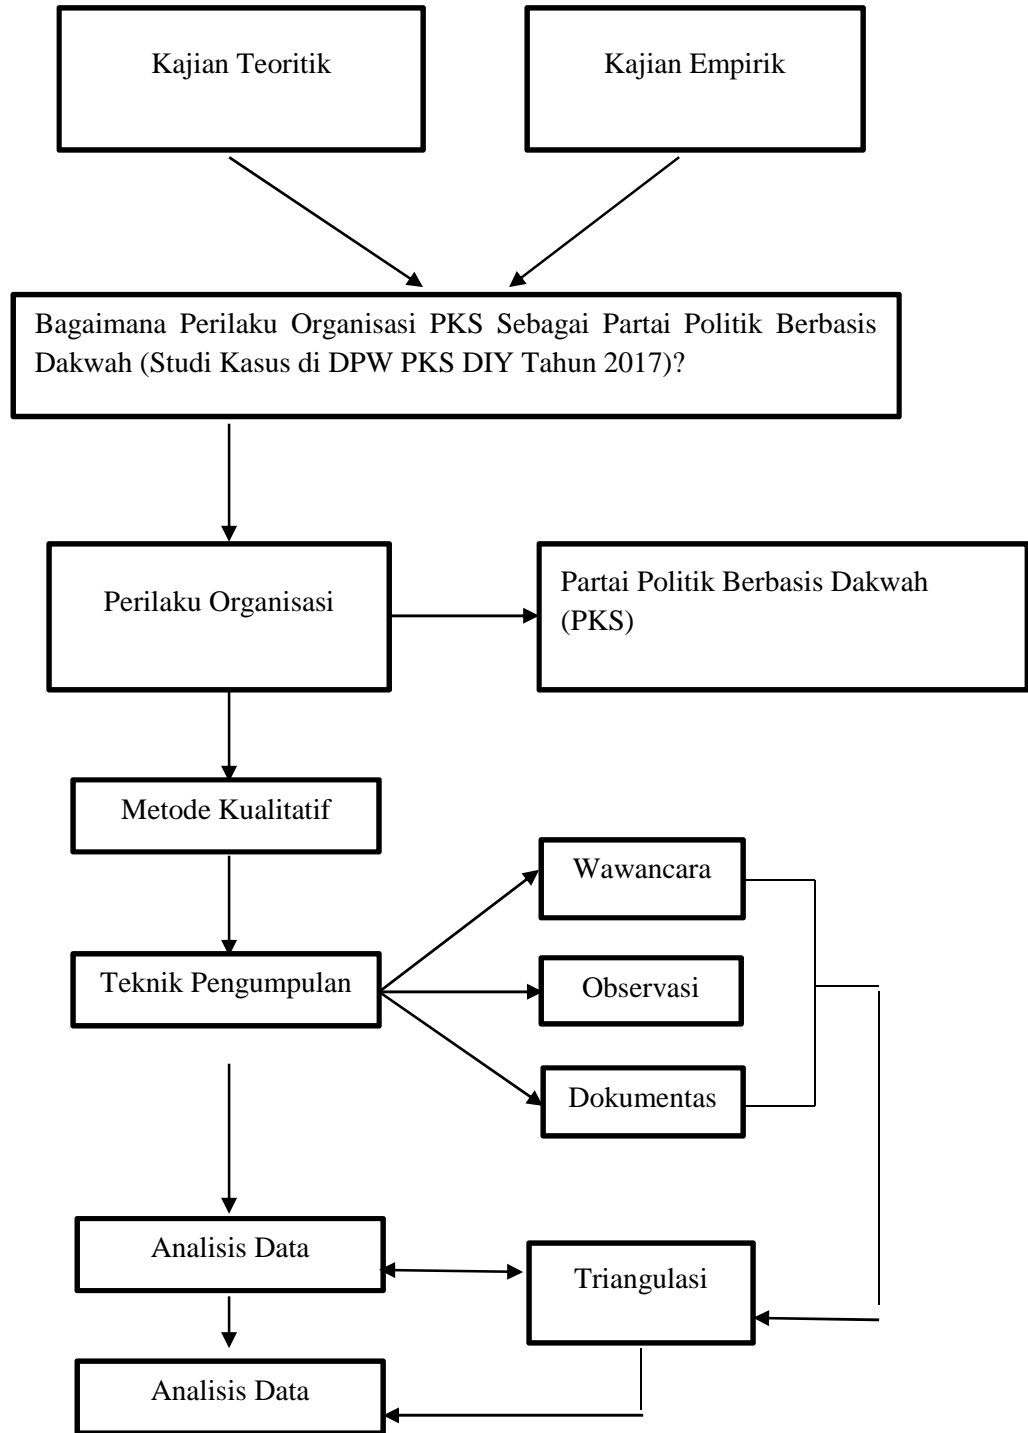 Kajian Teoritik
Kajian Empirik
Bagaimana Perilaku Organisasi PKS Sebagai Partai Politik Berbasis
Dakwah (Studi Kasus di DPW PKS DIY Tahun 2017)?
Perilaku Organisasi
Partai Politik Berbasis Dakwah
(PKS)
Metode Kualitatif
Wawancara
Teknik Pengumpulan
Observasi
Dokumentas
Analisis Data
Triangulasi
Analisis Data